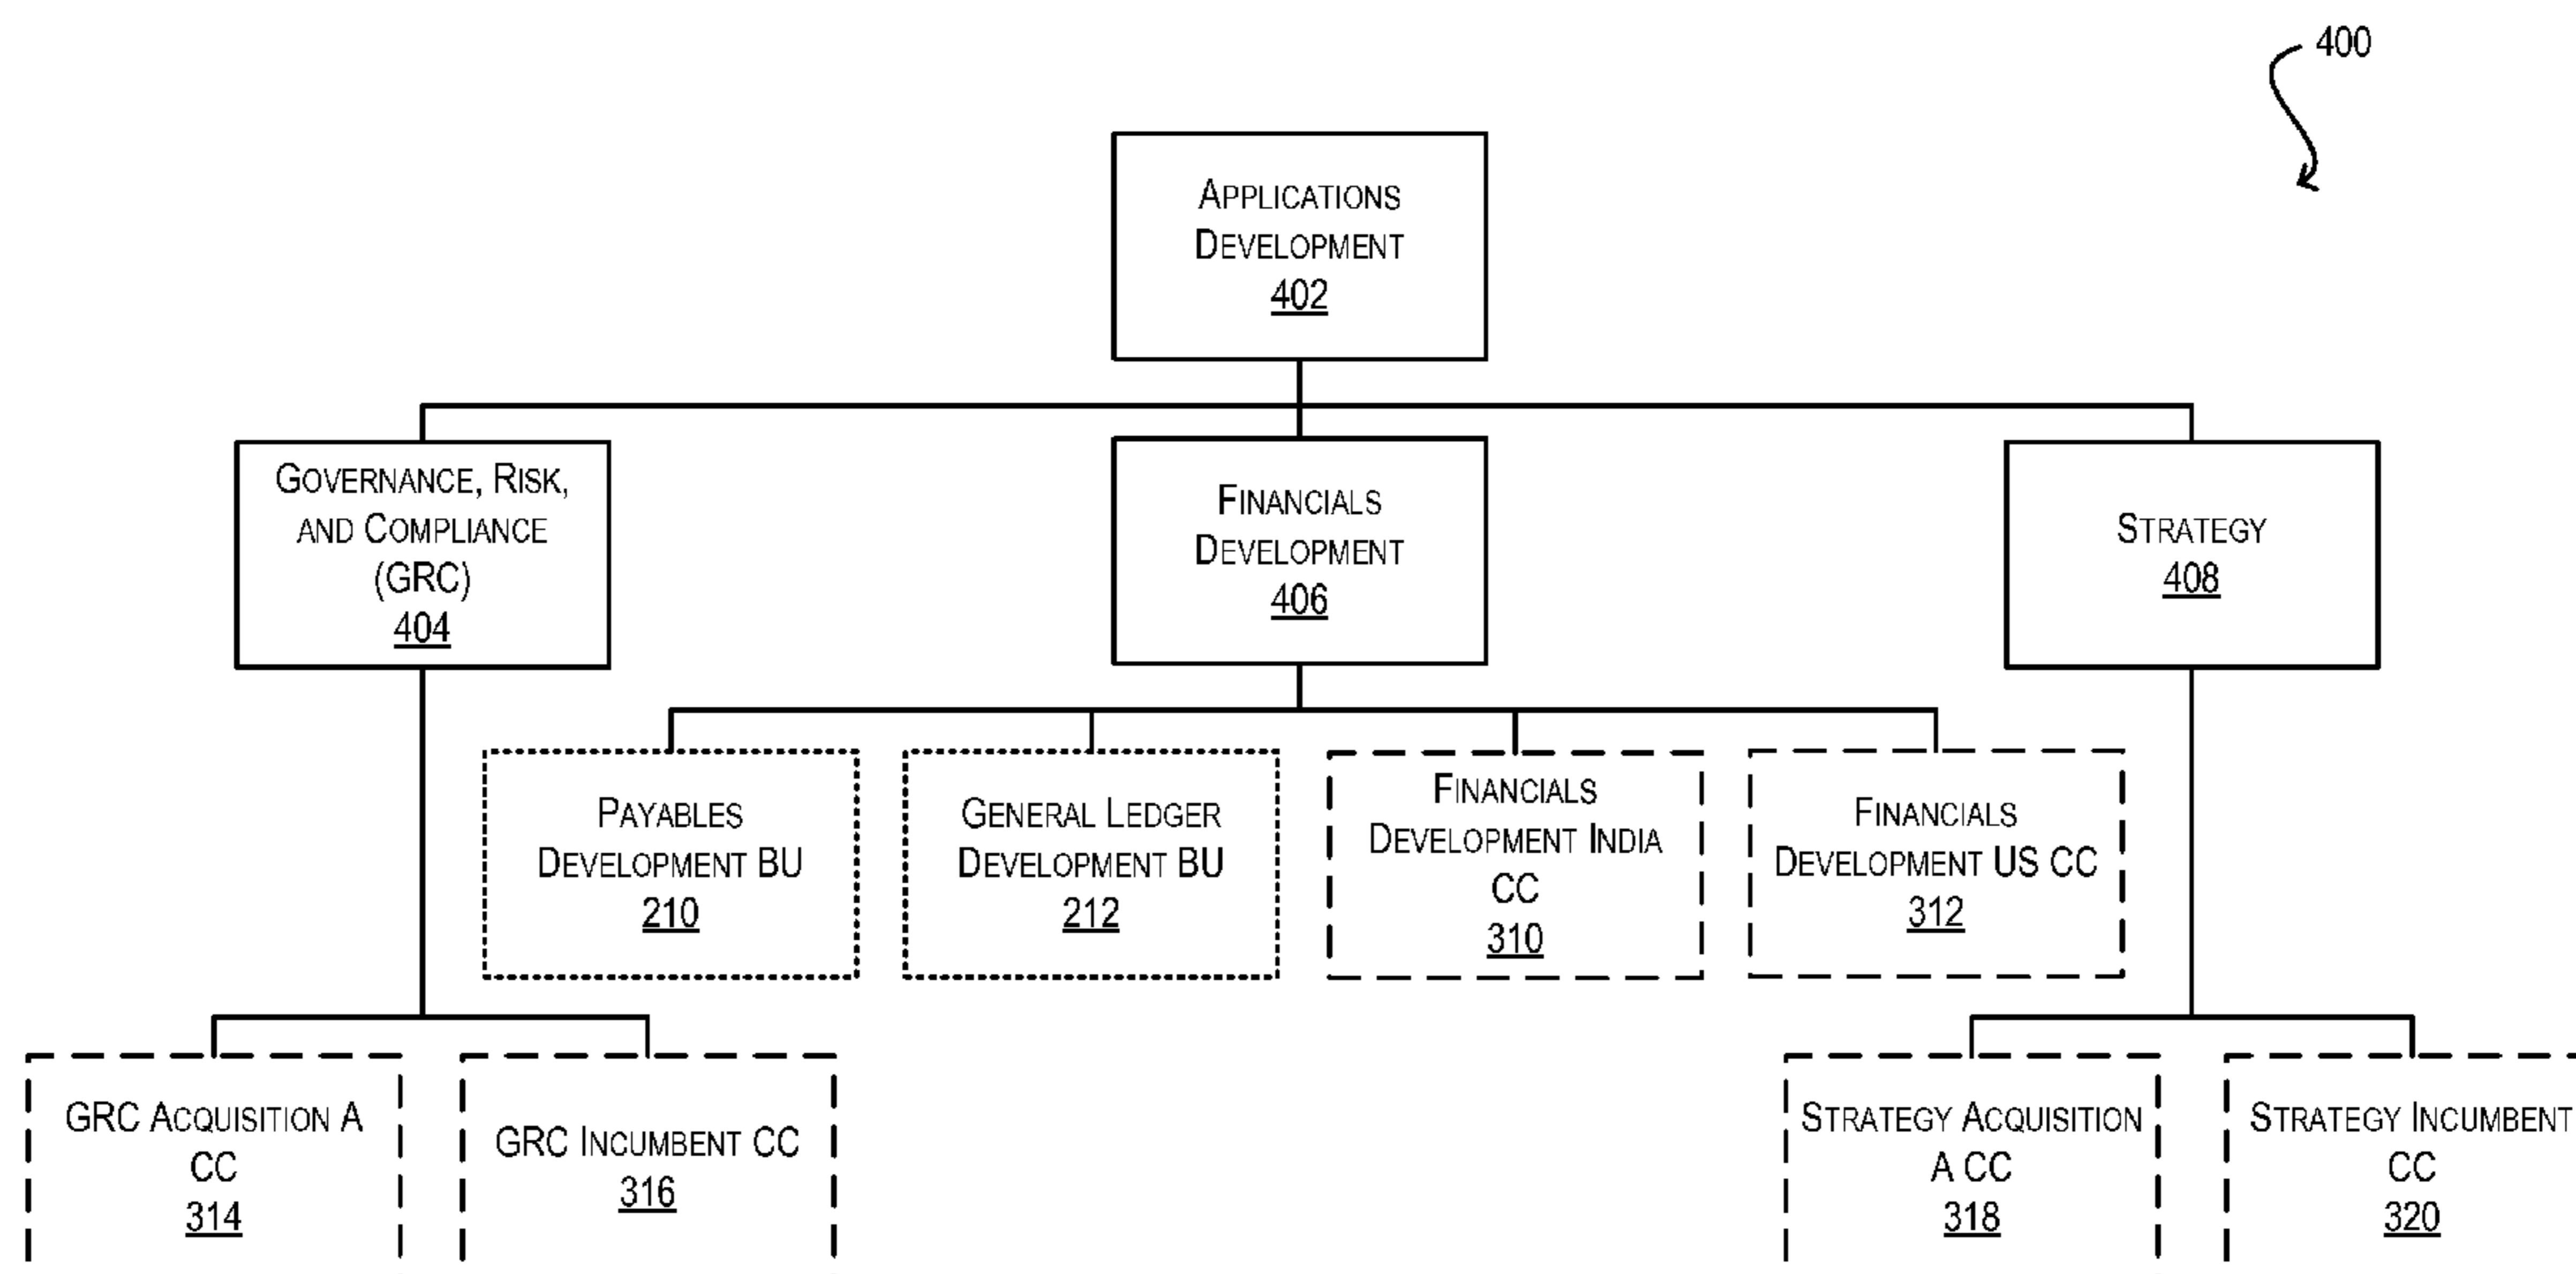 400
APPLICATIONS
DEVELOPMENT
402
GOVERNANCE, RISK,
AND COMPLIANCE
(GRC)
404
FINANCIALS
DEVELOPMENT
406
STRATEGY
408
PAYABLES
DEVELOPMENT BU
210
GENERAL LEDGER
DEVELOPMENT BU
212
FINANCIALS
DEVELOPMENT INDIA
CC
310
FINANCIALS
DEVELOPMENT US CC
312
GRC ACQUISITION A
CC
314
GRC INCUMBENT CC
316
STRATEGY ACQUISITION
A CC
318
STRATEGY INCUMBENT
CC
320